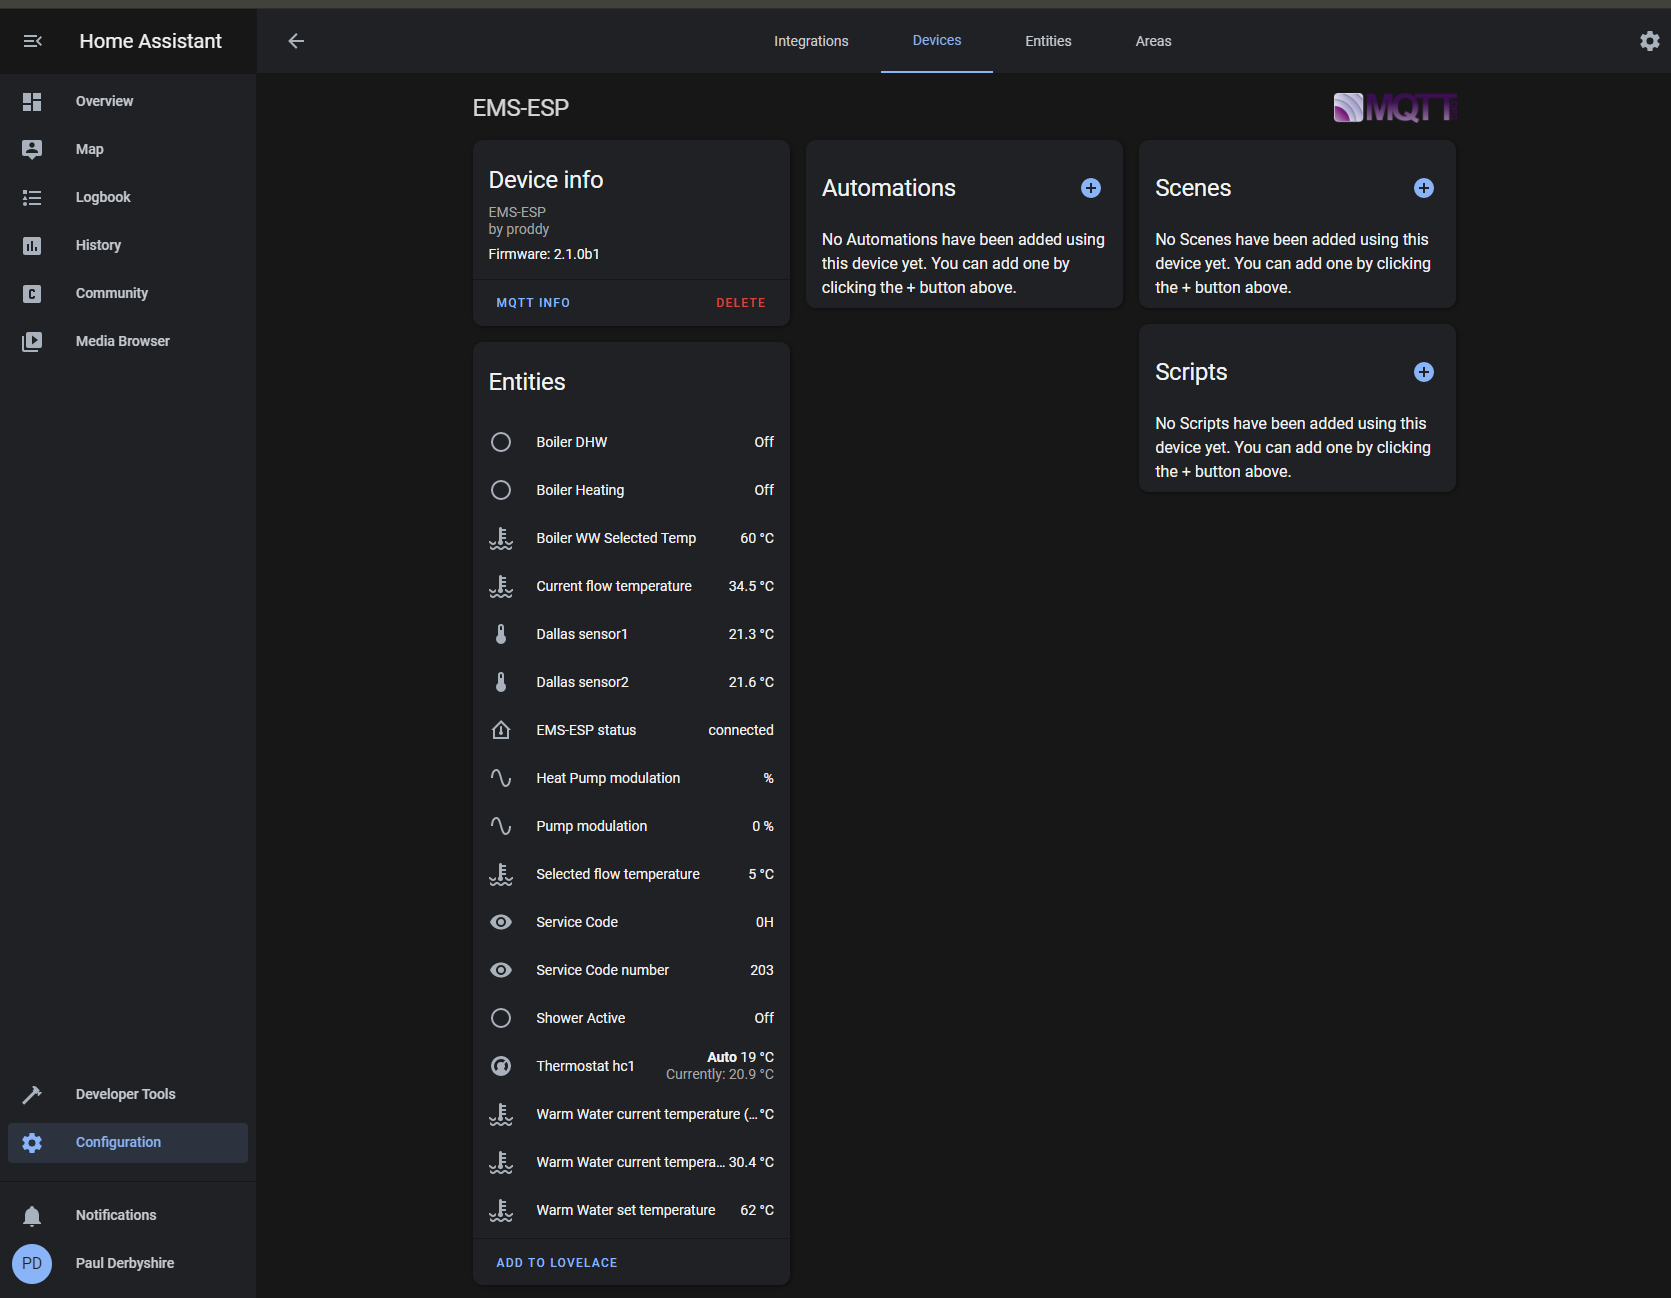 Home Assistant
Integrations
Devices
Entities
Areas
Overview
Map
Logbook
History
Community
Media Browser
Developer Tools
Configuration
Notifications
PD
Paul Derbyshire
EMS-ESP
MQTT
Device info
EMS-ESP
by proddy
Firmware: 2.1.0b1
MQTT INFO
DELETE
Entities
Boiler DHW Off
Boiler Heating Off
Boiler WW Selected Temp 60 °C
Current flow temperature 34.5 °C
Dallas sensor1 21.3 °C
Dallas sensor2 21.6 °C
EMS-ESP status connected
Heat Pump modulation %
Pump modulation 0 %
Selected flow temperature 5 °C
Service Code 0H
Service Code number 203
Shower Active Off
Thermostat hc1 Auto 19 °C
Currently: 20.9 °C
Warm Water current temperature (... °C
Warm Water current tempera... 30.4 °C
Warm Water set temperature 62 °C
ADD TO LOVELACE
Automations
No Automations have been added using
this device yet. You can add one by
clicking the + button above.
Scenes
No Scenes have been added using this
device yet. You can add one by clicking
the + button above.
Scripts
No Scripts have been added using this
device yet. You can add one by clicking
the + button above.